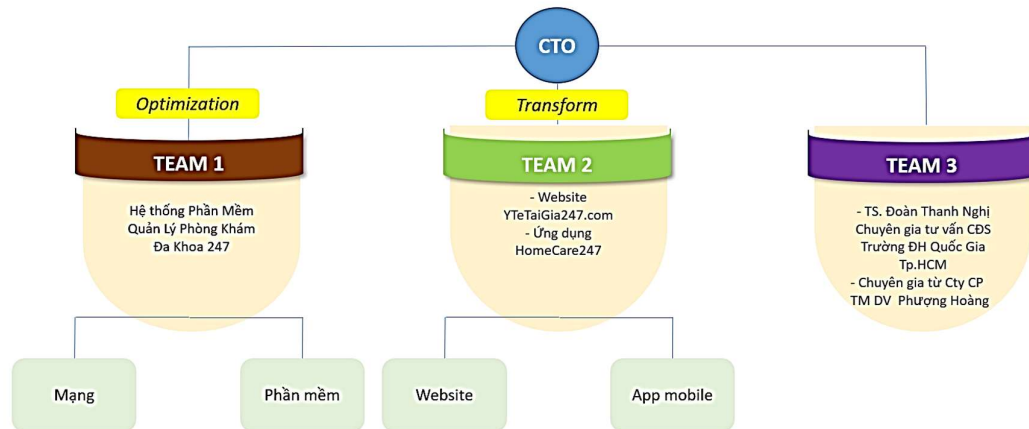 CTO
Optimization
Transform
TEAM 1
TEAM 2
TEAM 3
Hệ thống Phần Mềm
Quản Lý Phòng Khám
Đa Khoa 247
- Website
YTeTaiGia247.com
- Ứng dụng
HomeCare247
- TS. Đoàn Thanh Nghị
Chuyên gia tư vấn CĐS
Trường ĐH Quốc Gia
Tp.HCM
- Chuyên gia từ Cty CP
TM DV Phượng Hoàng
Mạng
Phần mềm
Website
App mobile